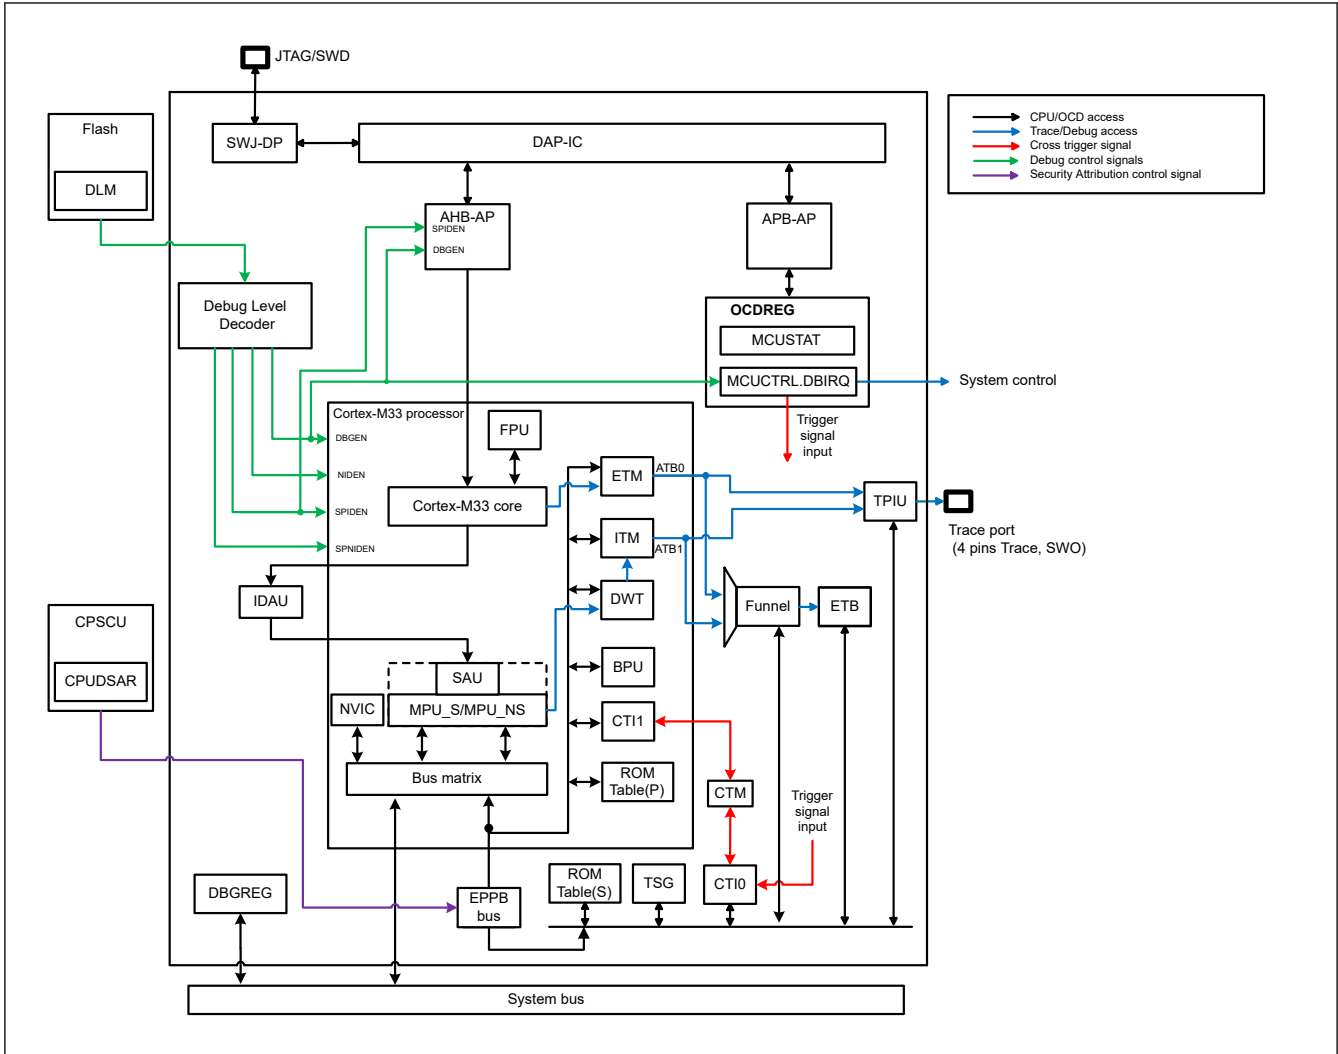 JTAG/SWD
Flash
DLM
SWJ-DP
DAP-IC
CPU/OCD access
Trace/Debug access
Cross trigger signal
Debug control signals
Security Attribution control signal
AHB-AP
SPIDEN
DBGEN
APB-AP
Debug Level
Decoder
OCDREG
MCUSTAT
MCUCTRL.DBIRQ
System control
Trigger
signal
input
Cortex-M33 processor
DBGEN
NIDEN
SPIDEN
SPNIDEN
FPU
Cortex-M33 core
ETM
ATB0
ITM
ATB1
DWT
TPIU
Trace port
(4 pins Trace, SWO)
Funnel
ETB
IDAU
CPSCU
CPUDSAR
SAU
MPU_S/MPU_NS
NVIC
Bus matrix
BPU
CTI1
ROM
Table(P)
CTM
Trigger
signal
input
DBGREG
EPPB
bus
ROM
Table(S)
TSG
CTI0
System bus